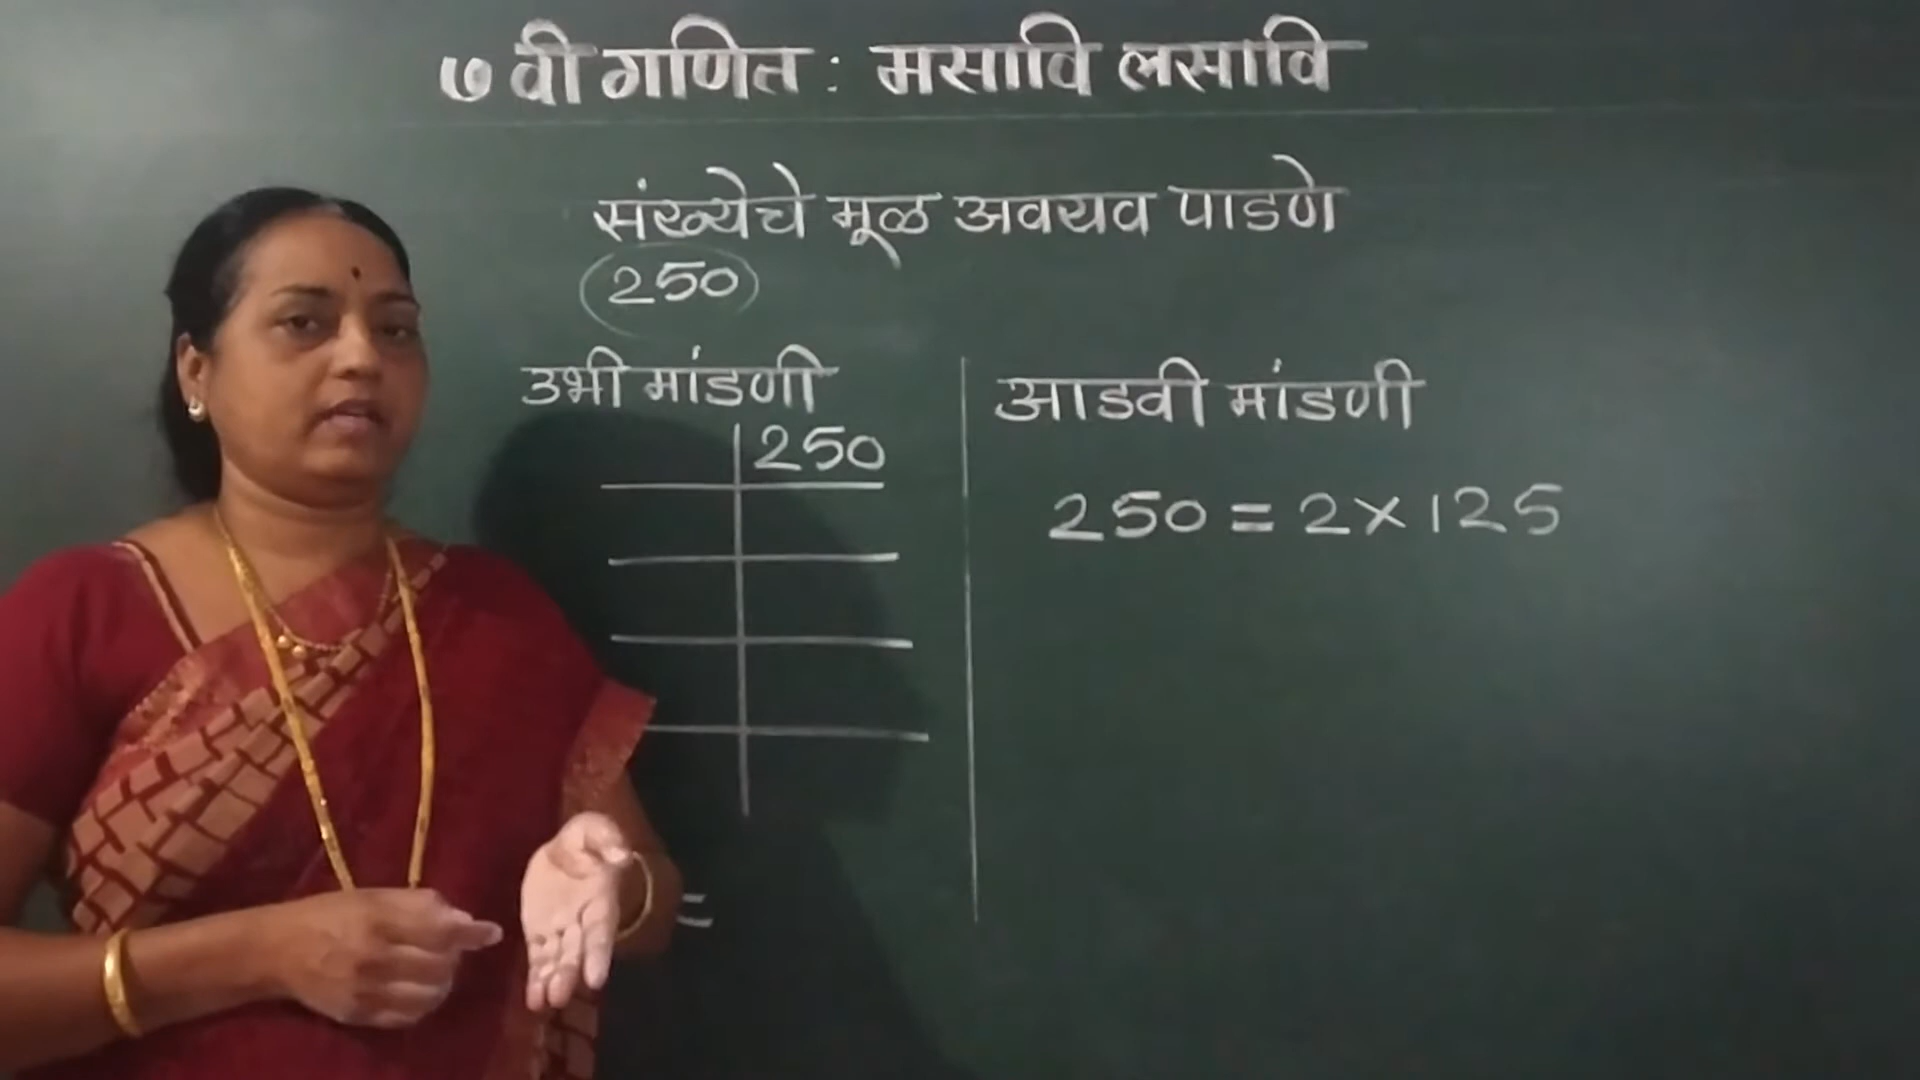 ७ वी गणित : मसावि लसावि
संख्येचे मूळ अवयव पाडणे
250
उभी मांडणी
250
=
आडवी मांडणी
250 = 2 × 125